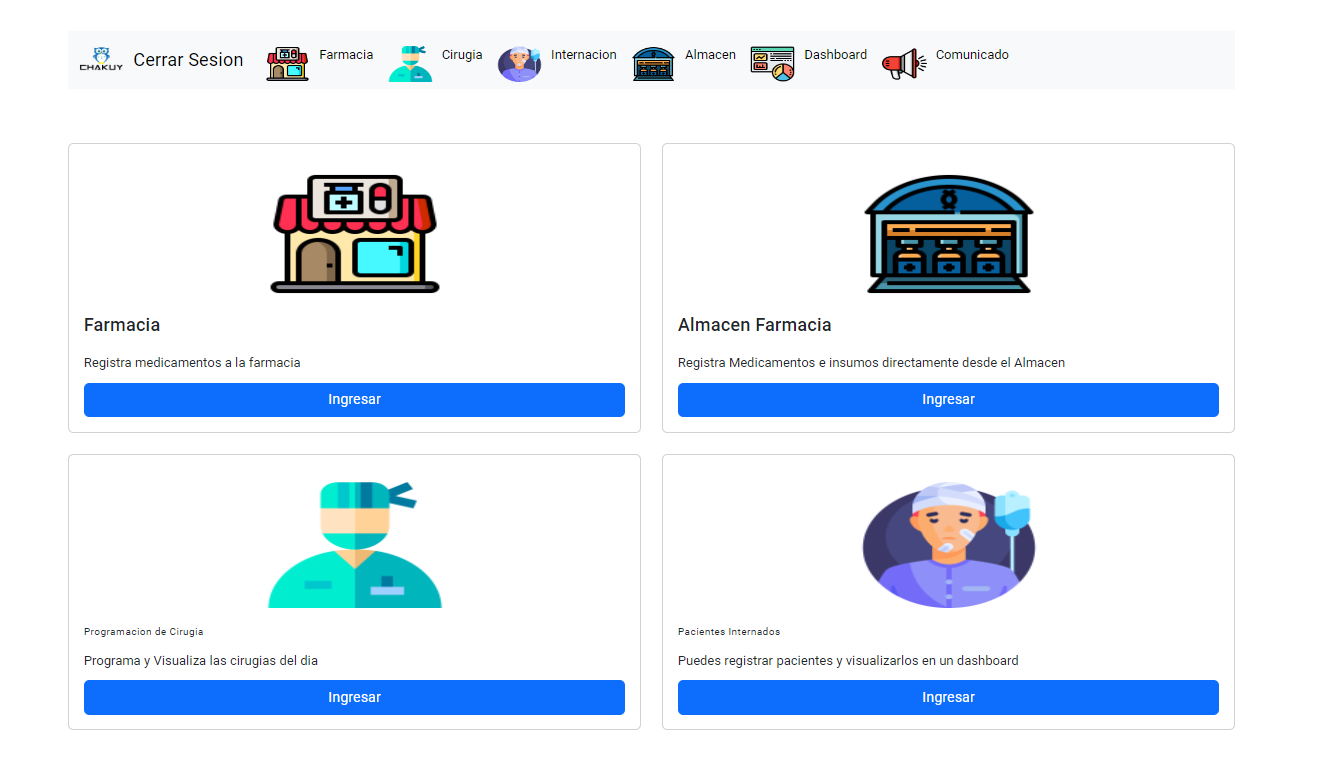 CHAKUY Cerrar Sesion Farmacia Cirugia Internacion Almacen Dashboard Comunicado
Farmacia
Registra medicamentos a la farmacia
Ingresar
Almacen Farmacia
Registra Medicamentos e insumos directamente desde el Almacen
Ingresar
Programacion de Cirugia
Programa y Visualiza las cirugias del dia
Ingresar
Pacientes Internados
Puedes registrar pacientes y visualizarlos en un dashboard
Ingresar